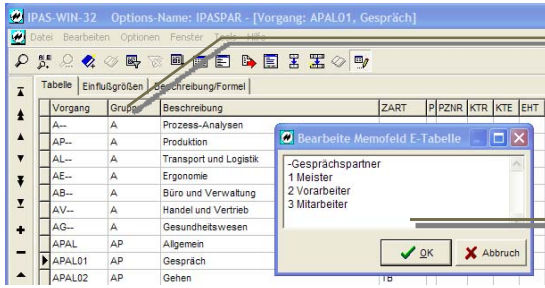 IPAS-WIN-32 Options-Name: IPASPAR - [Vorgang: APAL01, Gespräch]
Datei Bearbeiten Optionen Fenster Tools Hilfe
Tabelle Einflußgrößen Beschreibung/Formel
Vorgang Gruppe Beschreibung ZART P PZNR KTR KTE EHT
A-- A Prozess-Analysen
AP-- A Produktion
AL-- A Transport und Logistik
AE-- A Ergonomie
AB-- A Büro und Verwaltung
AV-- A Handel und Vertrieb
AG-- A Gesundheitswesen
APAL AP Allgemein
APAL01 AP Gespräch
APAL02 AP Gehen TB
Bearbeite Memofeld E-Tabelle
-Gesprächspartner
1 Meister
2 Vorarbeiter
3 Mitarbeiter
OK Abbruch